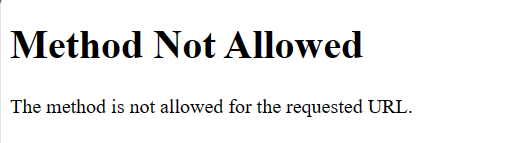 Method Not Allowed
The method is not allowed for the requested URL.